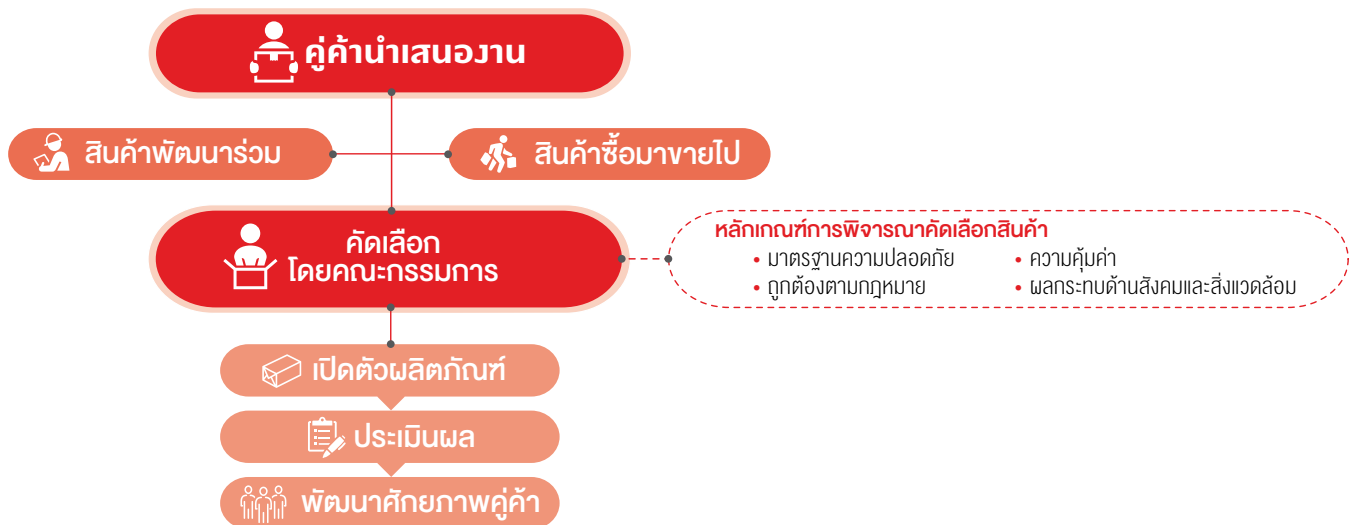 คู่ค้านำเสนองาน
สินค้าพัฒนาร่วม
สินค้าซื้อมาขายไป
คัดเลือก
โดยคณะกรรมการ
หลักเกณฑ์การพิจารณาคัดเลือกสินค้า
• มาตรฐานความปลอดภัย
• ความคุ้มค่า
• ถูกต้องตามกฎหมาย
• ผลกระทบด้านสังคมและสิ่งแวดล้อม
เปิดตัวผลิตภัณฑ์
ประเมินผล
พัฒนาศักยภาพคู่ค้า